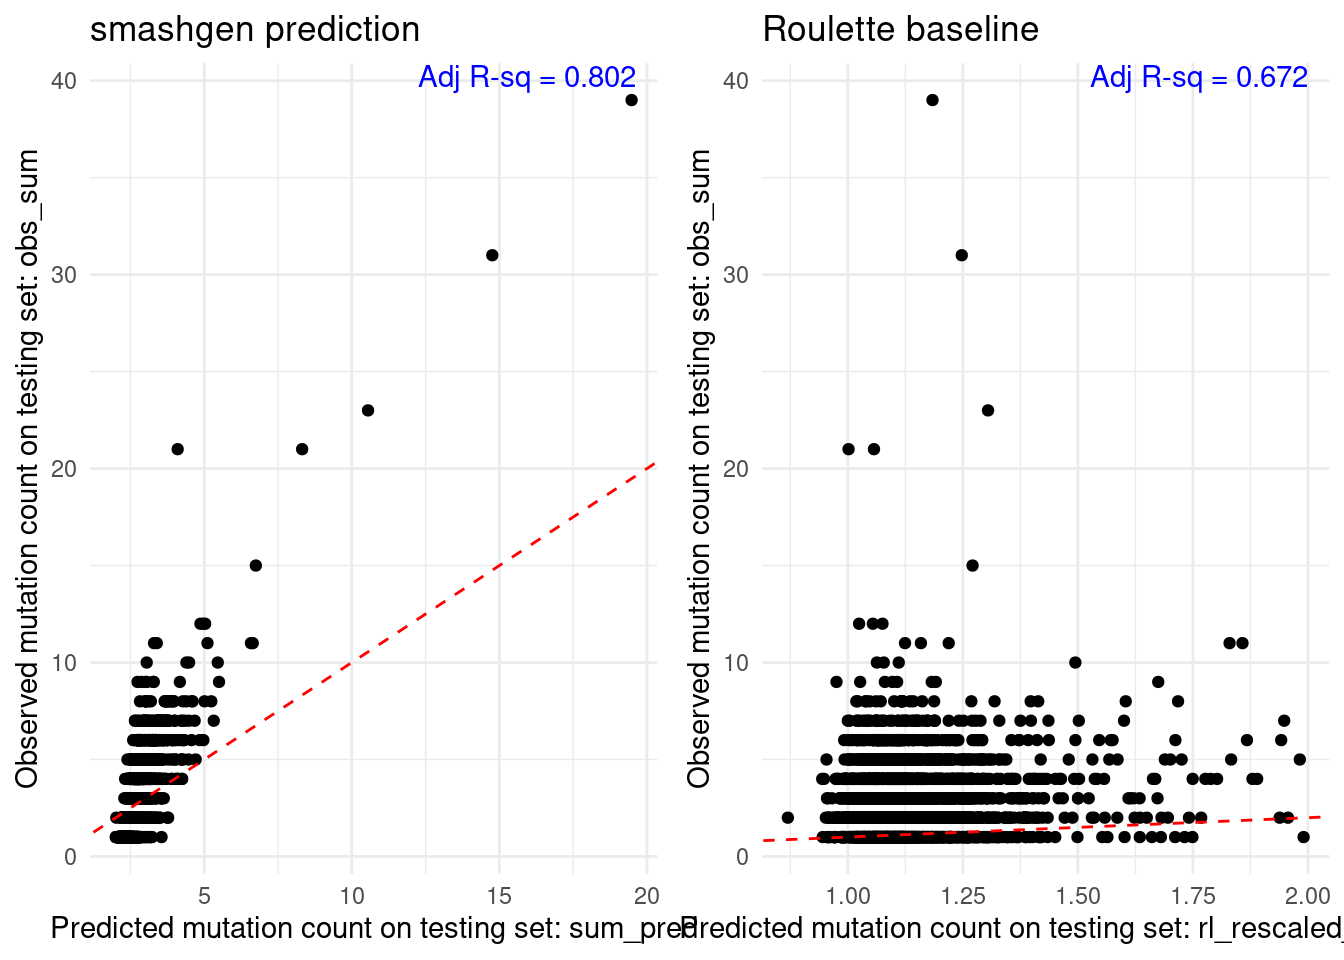 smashgen prediction
Adj R-sq = 0.802
40
30
20
10
0
Observed mutation count on testing set: obs_sum
5
10
15
20
Predicted mutation count on testing set: sum_pred
Roulette baseline
Adj R-sq = 0.672
40
30
20
10
0
Observed mutation count on testing set: obs_sum
1.00
1.25
1.50
1.75
2.00
Predicted mutation count on testing set: rl_rescaled_